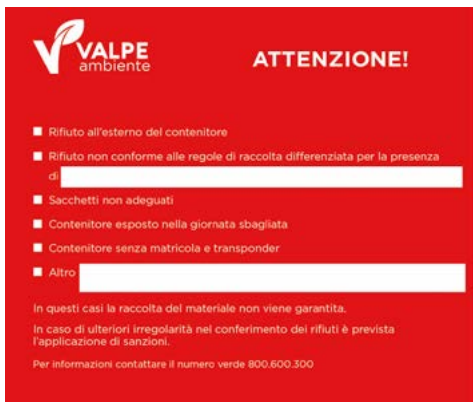 VALPE
ambiente
ATTENZIONE!
Rifiuto all'esterno del contenitore
Rifiuto non conforme alle regole di raccolta differenziata per la presenza
di
Sacchetti non adeguati
Contenitore esposto nella giornata sbagliata
Contenitore senza matricola e transponder
Altro
In questi casi la raccolta del materiale non viene garantita.
In caso di ulteriori irregolarità nel conferimento dei rifiuti è prevista
l'applicazione di sanzioni.
Per informazioni contattare il numero verde 800.600.300